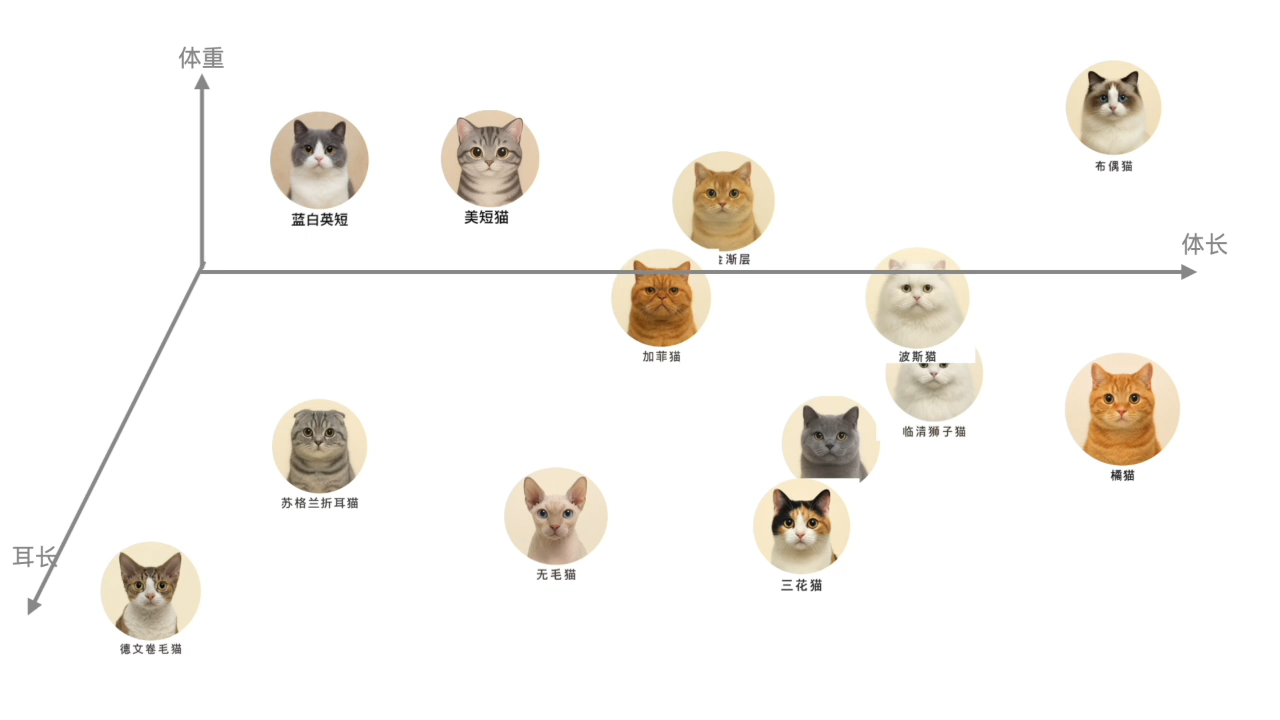 体重
布偶猫
蓝白英短
美短猫
体长
渐层
加菲猫
波斯猫
临清狮子猫
橘猫
苏格兰折耳猫
耳长
无毛猫
三花猫
德文卷毛猫